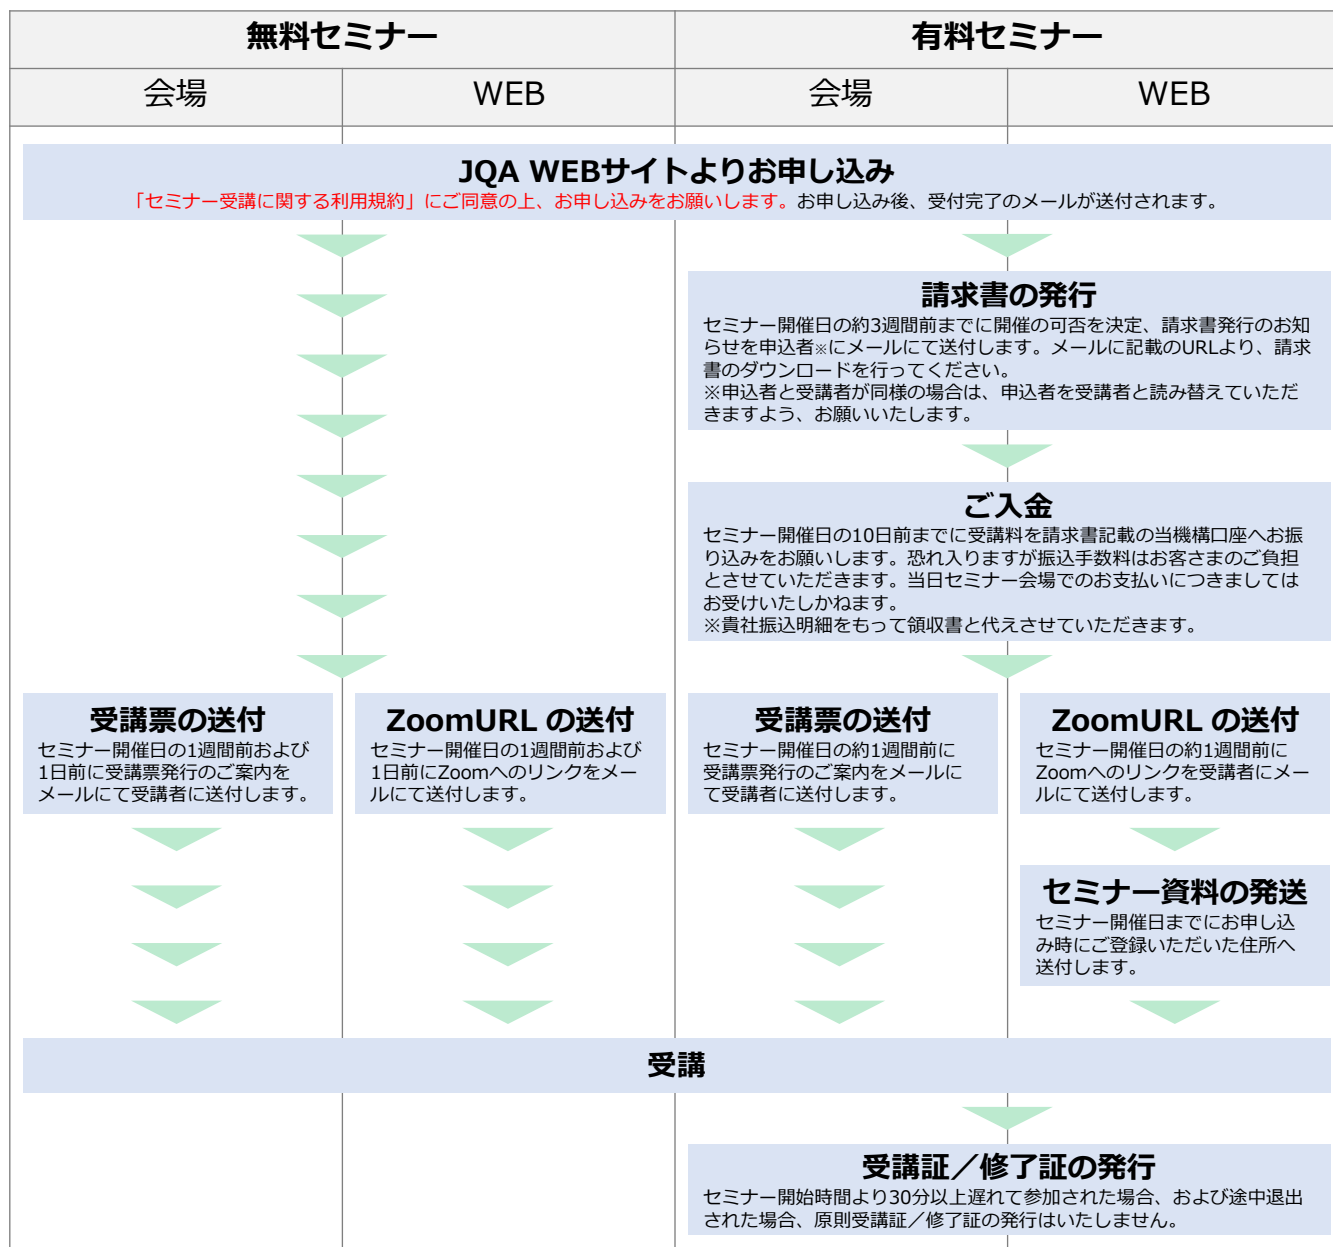 無料セミナー
有料セミナー
会場
WEB
会場
WEB
JQA WEBサイトよりお申し込み
「セミナー受講に関する利用規約」にご同意の上、お申し込みをお願いします。お申し込み後、受付完了のメールが送付されます。
請求書の発行
セミナー開催日の約3週間前までに開催の可否を決定、請求書発行のお知
らせを申込者※にメールにて送付します。メールに記載のURLより、請求
書のダウンロードを行ってください。
※申込者と受講者が同様の場合は、申込者を受講者と読み替えていただ
きますよう、お願いいたします。
ご入金
セミナー開催日の10日前までに受講料を請求書記載の当機構口座へお振
り込みをお願いします。恐れ入りますが振込手数料はお客さまのご負担
とさせていただきます。当日セミナー会場でのお支払いにつきましては
お受けいたしかねます。
※貴社振込明細をもって領収書と代えさせていただきます。
受講票の送付
セミナー開催日の1週間前および
1日前に受講票発行のご案内を
メールにて受講者に送付します。
ZoomURL の送付
セミナー開催日の1週間前および
1日前にZoomへのリンクをメー
ルにて送付します。
受講票の送付
セミナー開催日の約1週間前に
受講票発行のご案内をメールに
て受講者に送付します。
ZoomURL の送付
セミナー開催日の約1週間前に
Zoomへのリンクを受講者にメー
ルにて送付します。
セミナー資料の発送
セミナー開催日までにお申し込
み時にご登録いただいた住所へ
送付します。
受講
受講証／修了証の発行
セミナー開始時間より30分以上遅れて参加された場合、および途中退出
された場合、原則受講証／修了証の発行はいたしません。